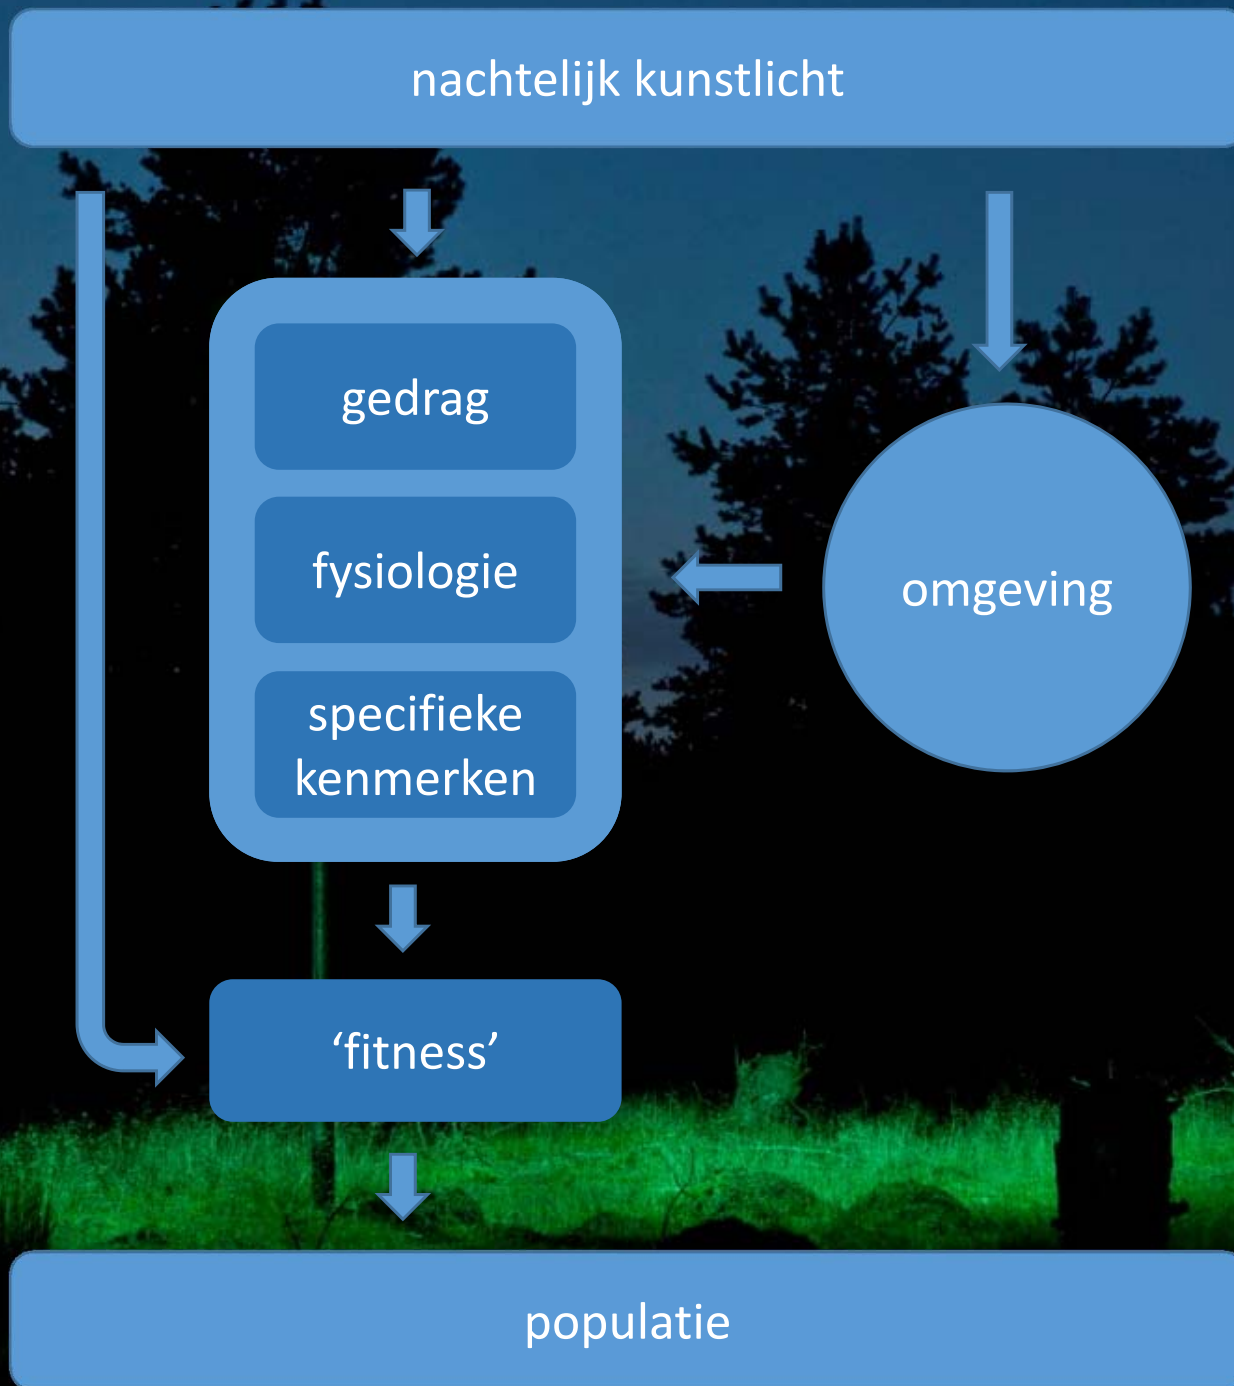 nachtelijk kunstlicht
gedrag
fysiologie
omgeving
specifieke
kenmerken
‘fitness’
populatie